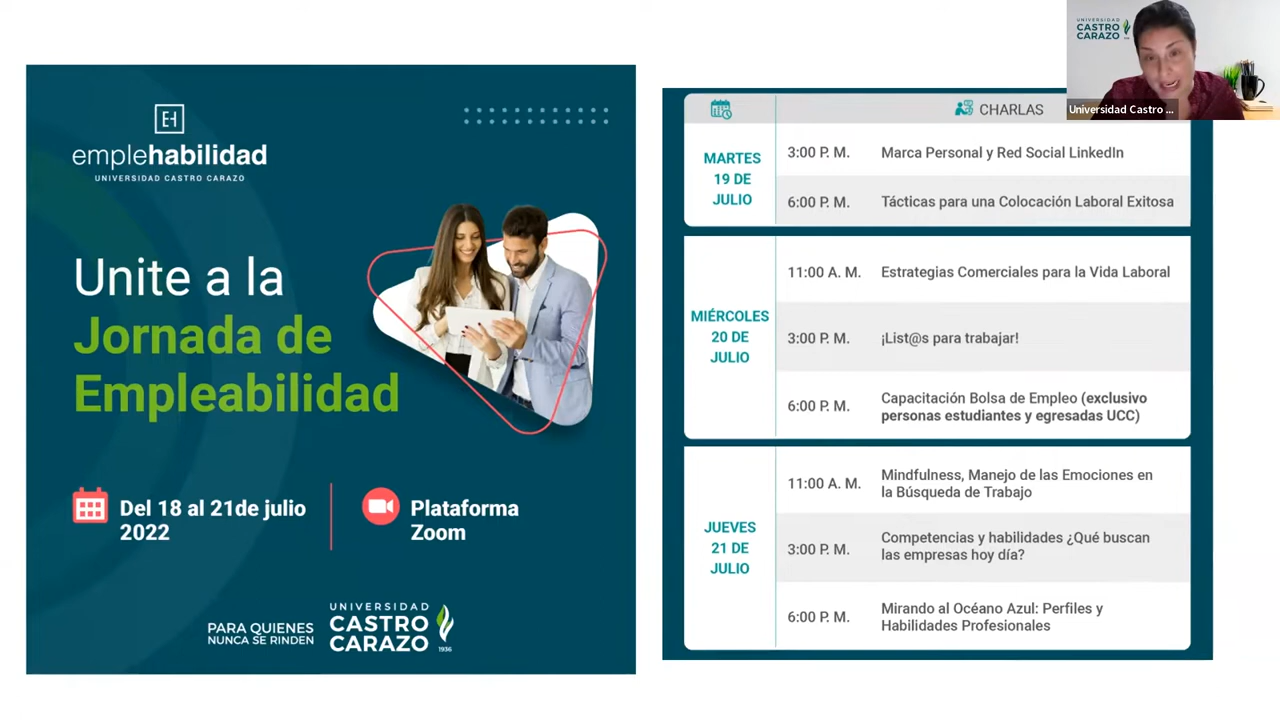 EH
emplehabilidad
UNIVERSIDAD CASTRO CARAZO
Unite a la
Jornada de
Empleabilidad
Del 18 al 21de julio
2022
Plataforma
Zoom
PARA QUIENES
NUNCA SE RINDEN
UNIVERSIDAD
CASTRO
CARAZO
1936
CHARLAS
MARTES
19 DE
JULIO
3:00 P. M. Marca Personal y Red Social LinkedIn
6:00 P. M. Tácticas para una Colocación Laboral Exitosa
MIÉRCOLES
20 DE
JULIO
11:00 A. M. Estrategias Comerciales para la Vida Laboral
3:00 P. M. ¡List@s para trabajar!
6:00 P. M. Capacitación Bolsa de Empleo (exclusivo
personas estudiantes y egresadas UCC)
JUEVES
21 DE
JULIO
11:00 A. M. Mindfulness, Manejo de las Emociones en
la Búsqueda de Trabajo
3:00 P. M. Competencias y habilidades ¿Qué buscan
las empresas hoy día?
6:00 P. M. Mirando al Océano Azul: Perfiles y
Habilidades Profesionales
UNIVERSIDAD
CASTRO
CARAZO
Universidad Castro ...